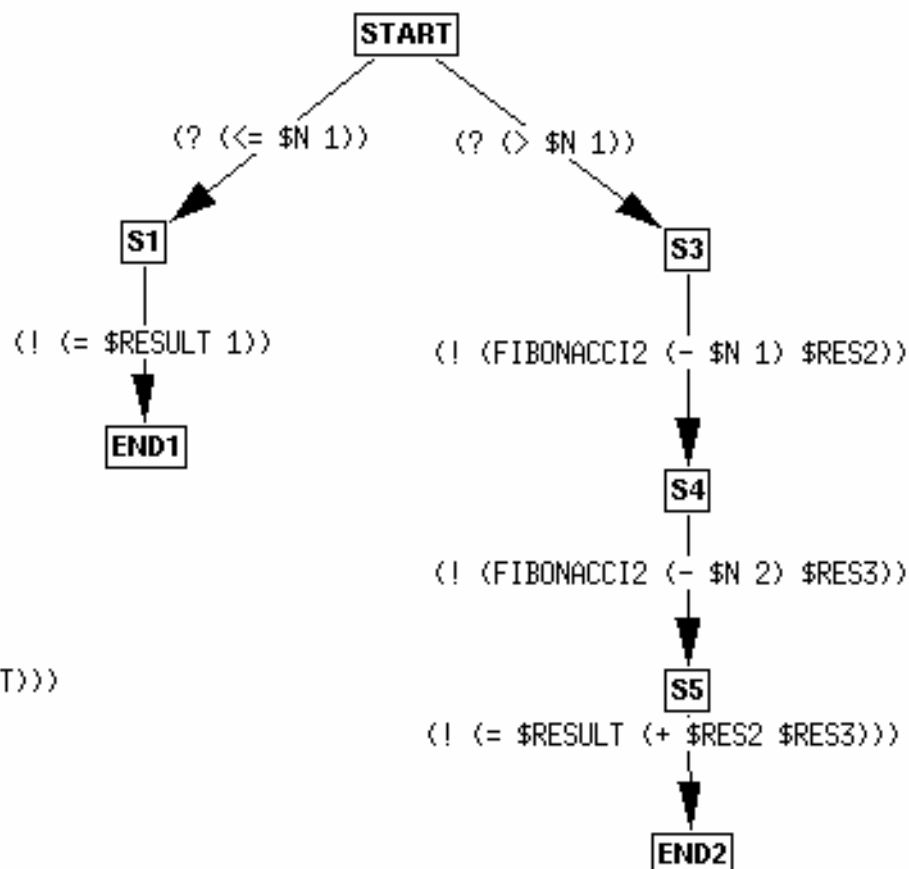 START
(? (<= $N 1))
(? (> $N 1))
S1
S3
(! (= $RESULT 1))
(! (FIBONACCI2 (- $N 1) $RES2))
END1
S4
(! (FIBONACCI2 (- $N 2) $RES3))
T)))
S5
(! (= $RESULT (+ $RES2 $RES3)))
END2